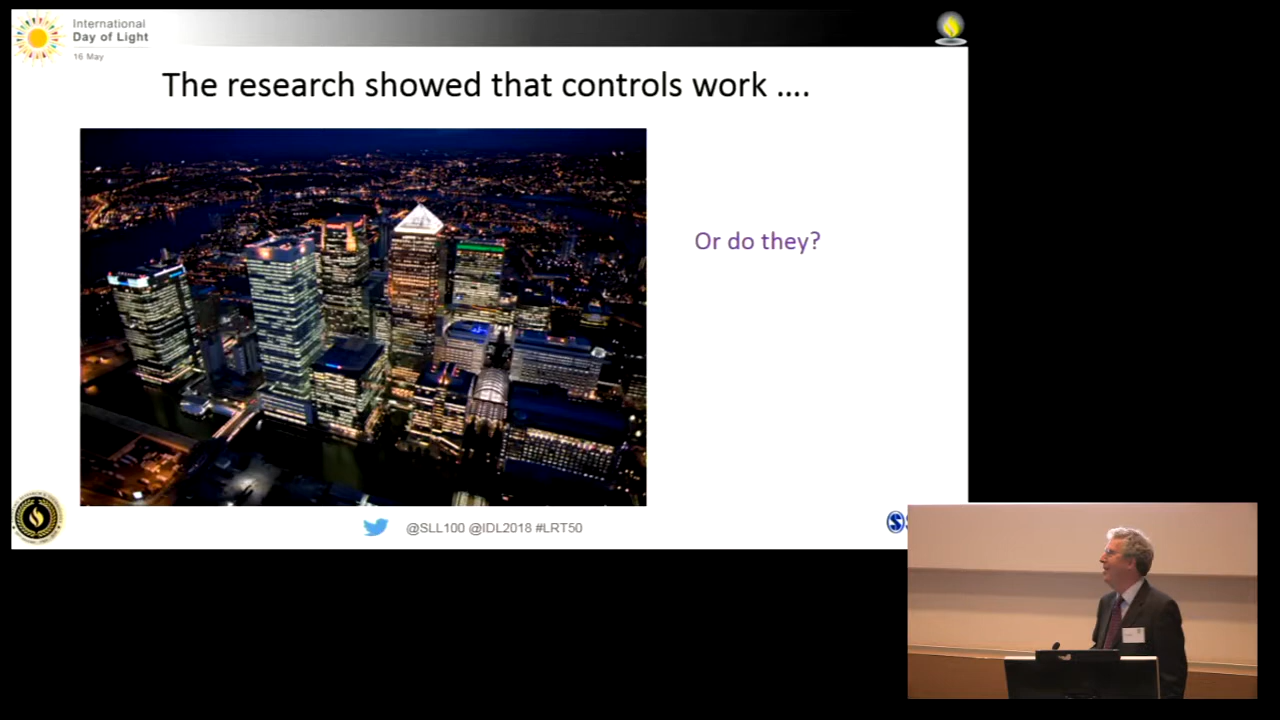 International
Day of Light
16 May
The research showed that controls work ....
Or do they?
@SLL100 @IDL2018 #LRT50
S